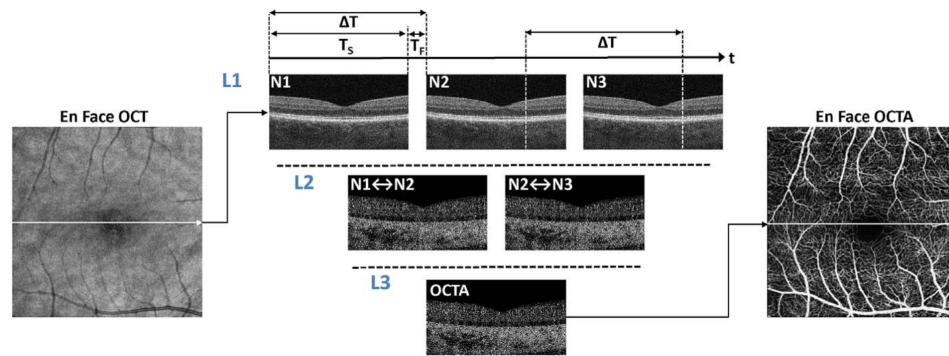 ΔT
T_S
T_F
ΔT
t
L1
N1
N2
N3
En Face OCT
En Face OCTA
L2
N1↔N2
N2↔N3
L3
OCTA